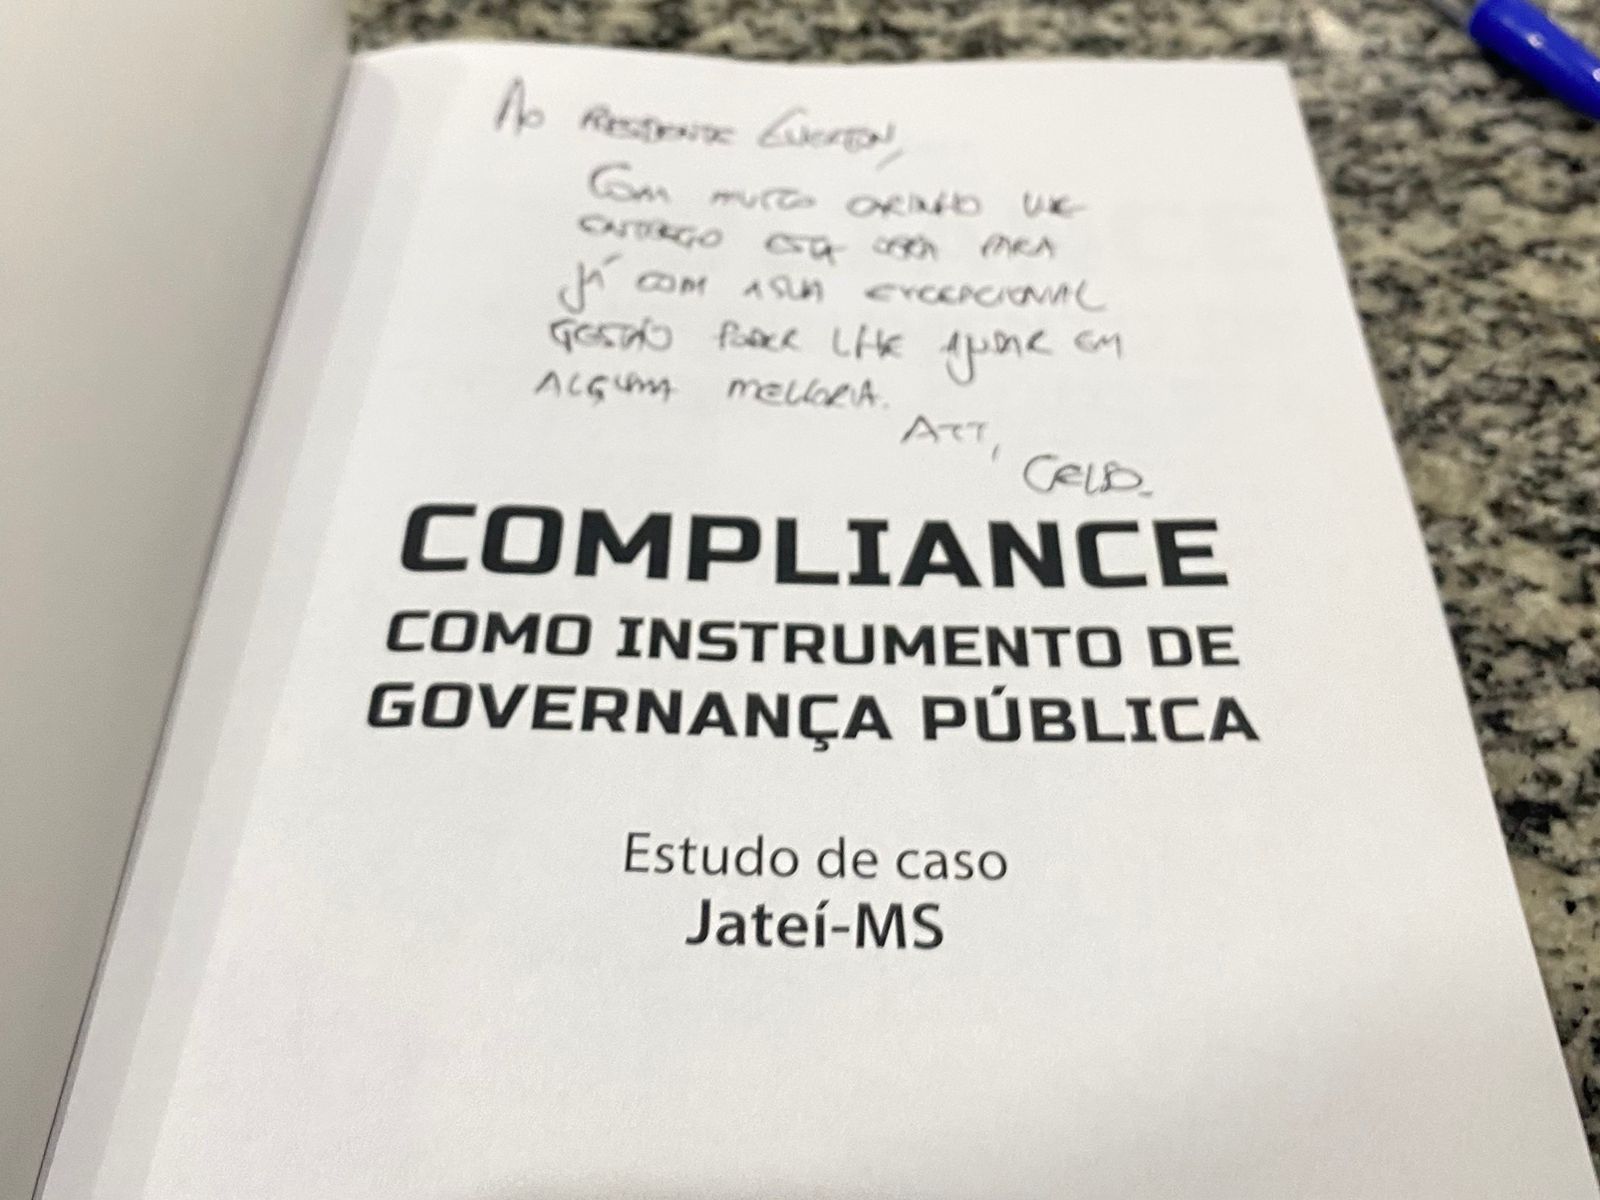 Ao PRESIDENTE EVERTON,
COM MUITO CARINHO LHE
ENTREGO ESTA OBRA PARA
JÁ COM A SUA EXCEPCIONAL
GESTÃO PODER LHE AJUDAR EM
ALGUMA MELHORIA.
ATT,
COMPLIANCE
COMO INSTRUMENTO DE
GOVERNANÇA PÚBLICA
Estudo de caso
Jateí-MS